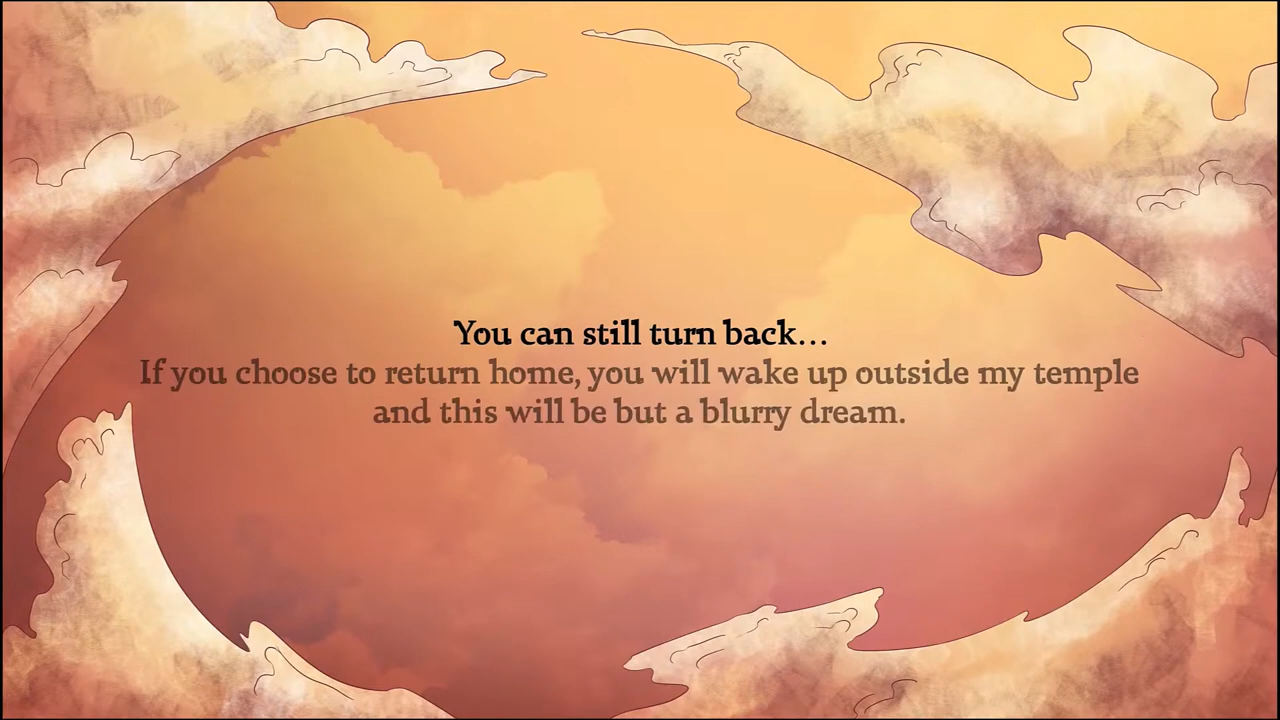 You can still turn back...
If you choose to return home, you will wake up outside my temple
and this will be but a blurry dream.